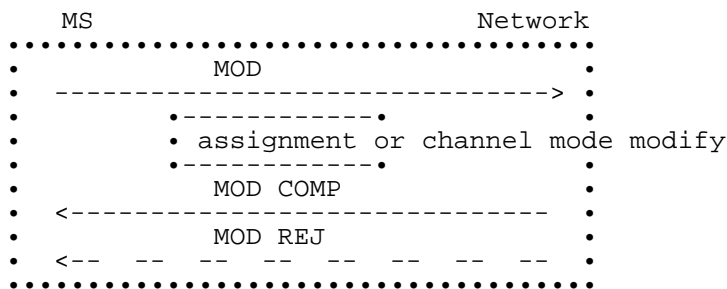 MS Network
MOD
assignment or channel mode modify
MOD COMP
MOD REJ